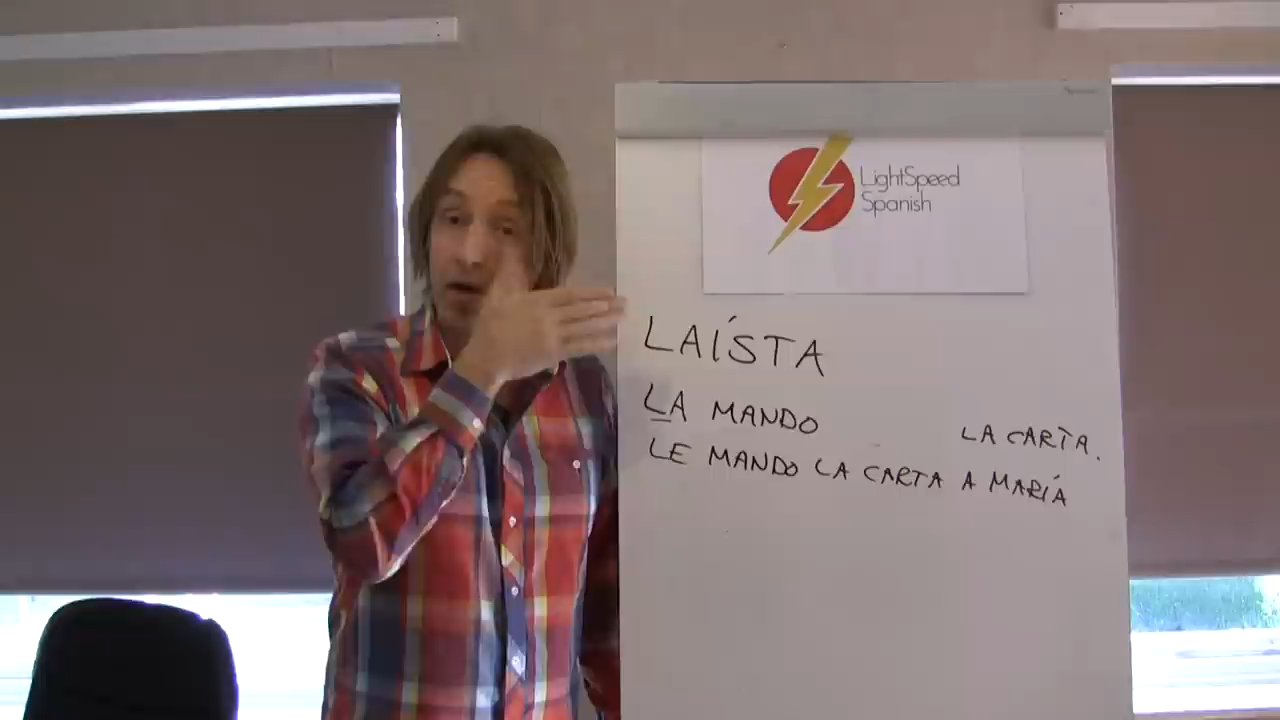 LightSpeed
Spanish
LAÍSTA
LA MANDO
LA CARTA.
LE MANDO LA CARTA A MARÍA